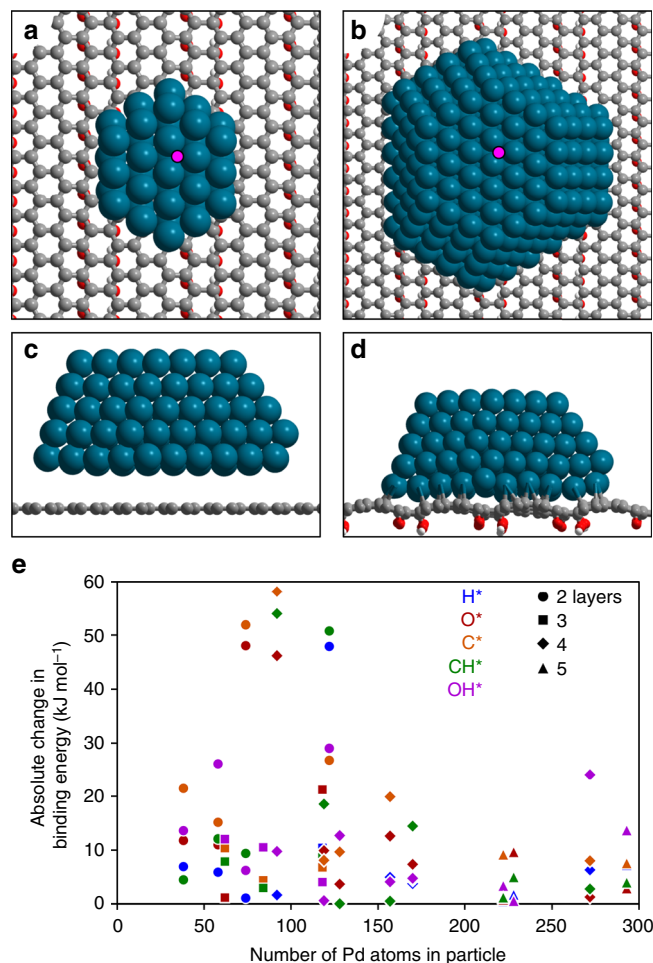 a
b
c
d
e
60
50
40
30
20
10
0
Absolute change in
binding energy (kJ mol⁻¹)
H*
O*
C*
CH*
OH*
2 layers
3
4
5
0
50
100
150
200
250
300
Number of Pd atoms in particle